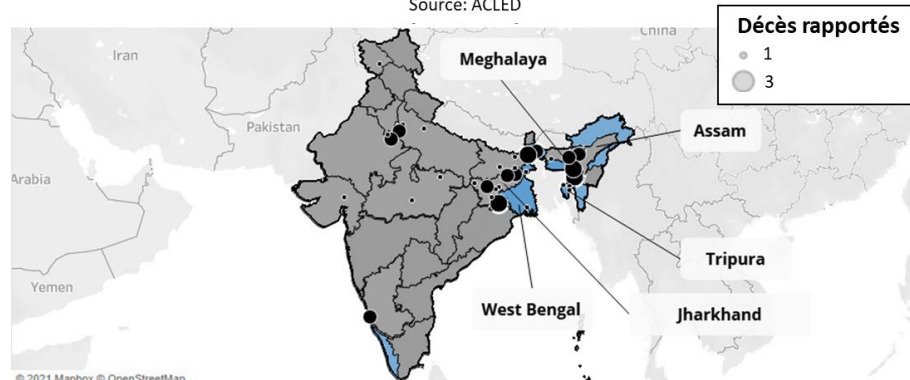 Source: ACLED
Décès rapportés
1
3
China
Iran
Meghalaya
Pakistan
Assam
Arabia
Tripura
Yemen
West Bengal
Jharkhand
© 2021 Mapbox © OpenStreetMap